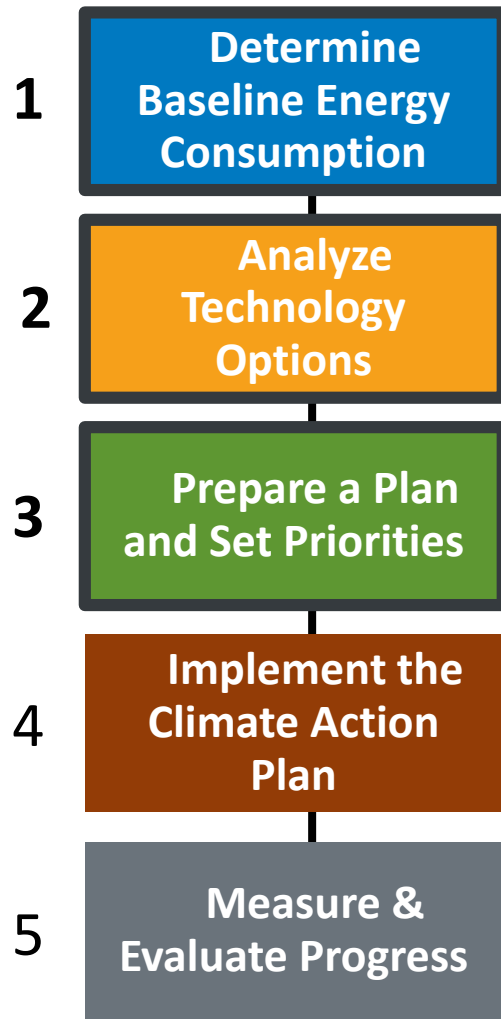 1
Determine
Baseline Energy
Consumption
2
Analyze
Technology
Options
3
Prepare a Plan
and Set Priorities
4
Implement the
Climate Action
Plan
5
Measure &
Evaluate Progress